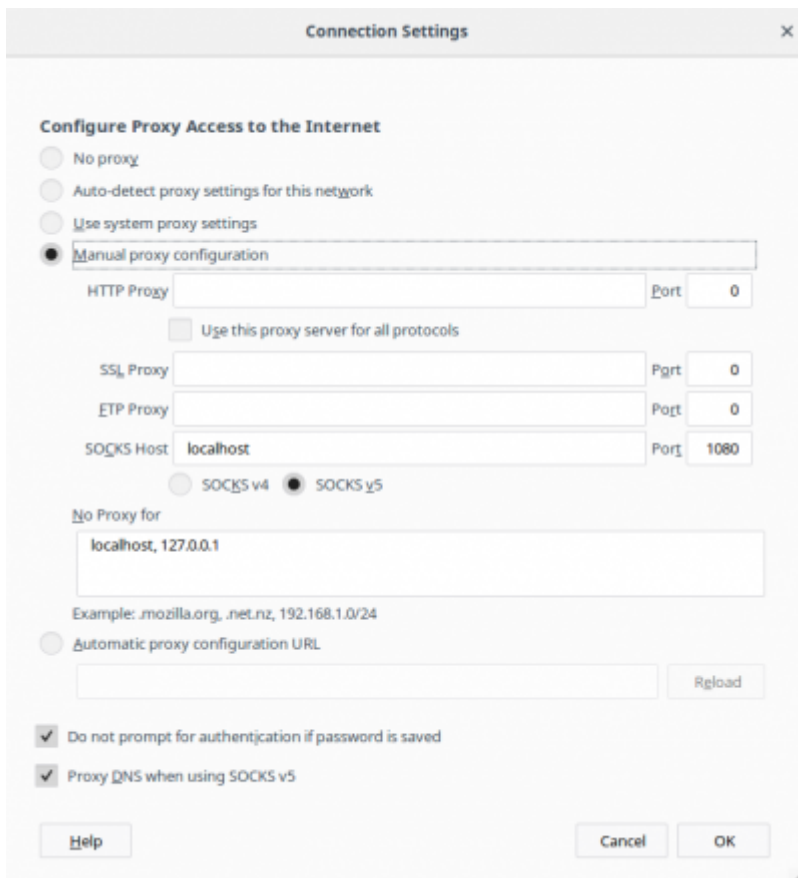 Connection Settings
Configure Proxy Access to the Internet
No proxy
Auto-detect proxy settings for this network
Use system proxy settings
Manual proxy configuration
HTTP Proxy Port 0
Use this proxy server for all protocols
SSL Proxy Port 0
FTP Proxy Port 0
SOCKS Host localhost Port 1080
SOCKS v4 SOCKS v5
No Proxy for
localhost, 127.0.0.1
Example: .mozilla.org, .net.nz, 192.168.1.0/24
Automatic proxy configuration URL
Reload
Do not prompt for authentication if password is saved
Proxy DNS when using SOCKS v5
Help Cancel OK